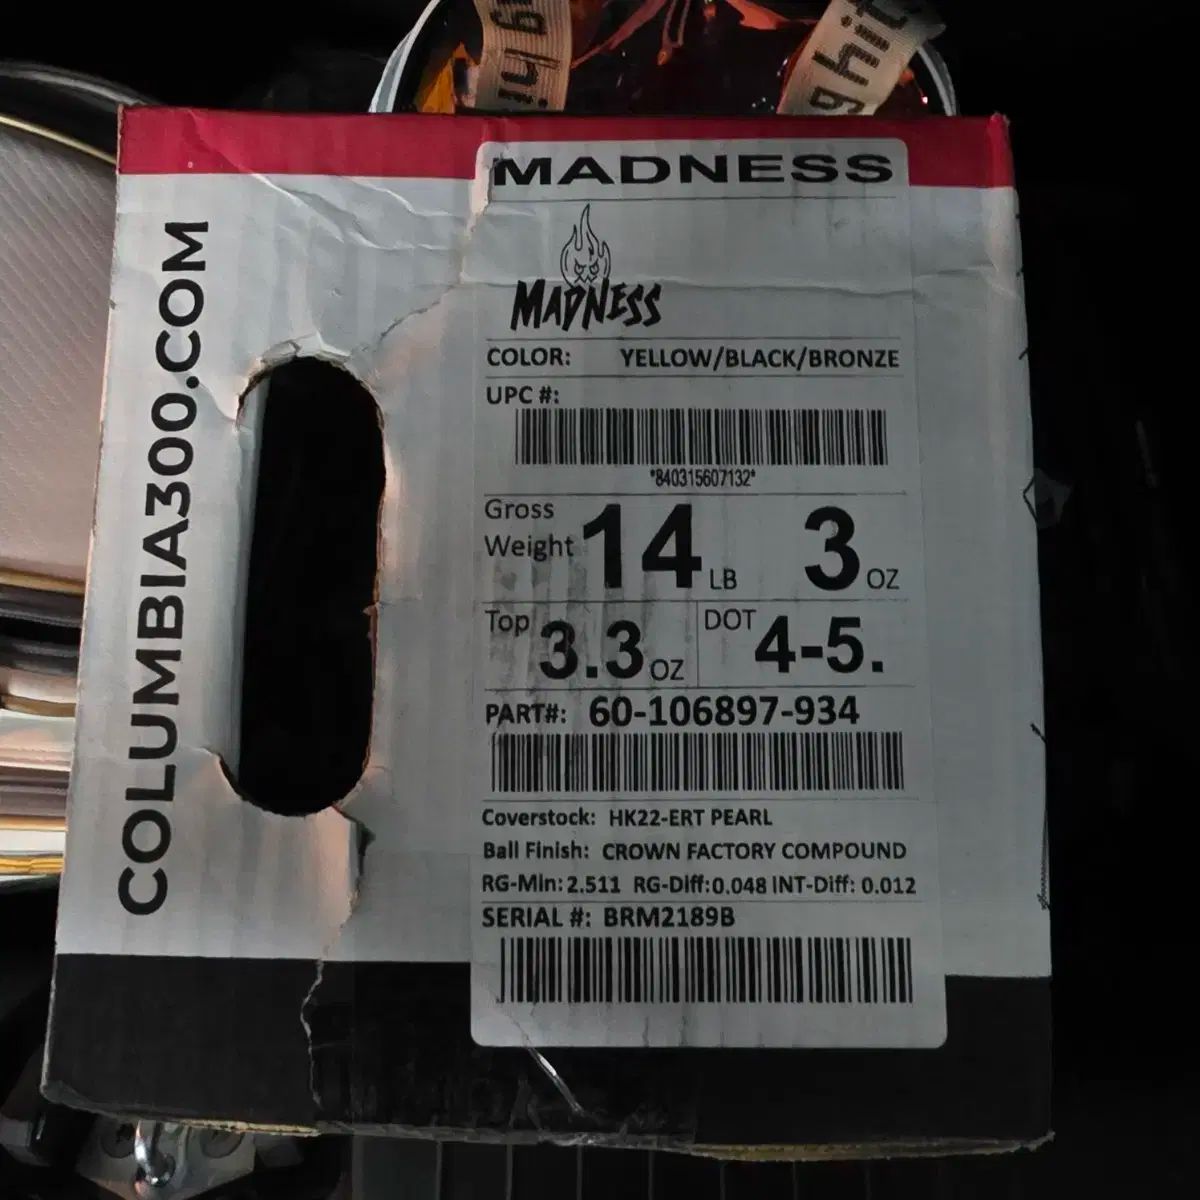 g hi
g hit
COLUMBIA300.COM
MADNESS
MADNESS
COLOR: YELLOW/BLACK/BRONZE
UPC #:
*840315607132*
Gross Weight 14 LB 3 OZ
Top 3.3 OZ DOT 4-5.
PART#: 60-106897-934
Coverstock: HK22-ERT PEARL
Ball Finish: CROWN FACTORY COMPOUND
RG-Min: 2.511 RG-Diff: 0.048 INT-Diff: 0.012
SERIAL #: BRM2189B